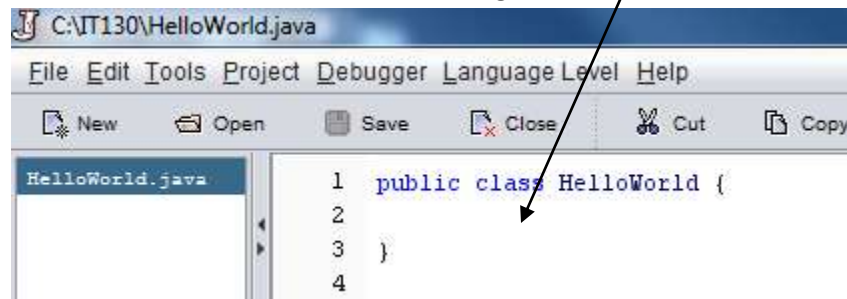 C:\IT130\HelloWorld.java
File Edit Tools Project Debugger Language Level Help
New Open Save Close Cut Copy
HelloWorld.java
1 public class HelloWorld {
2
3 }
4